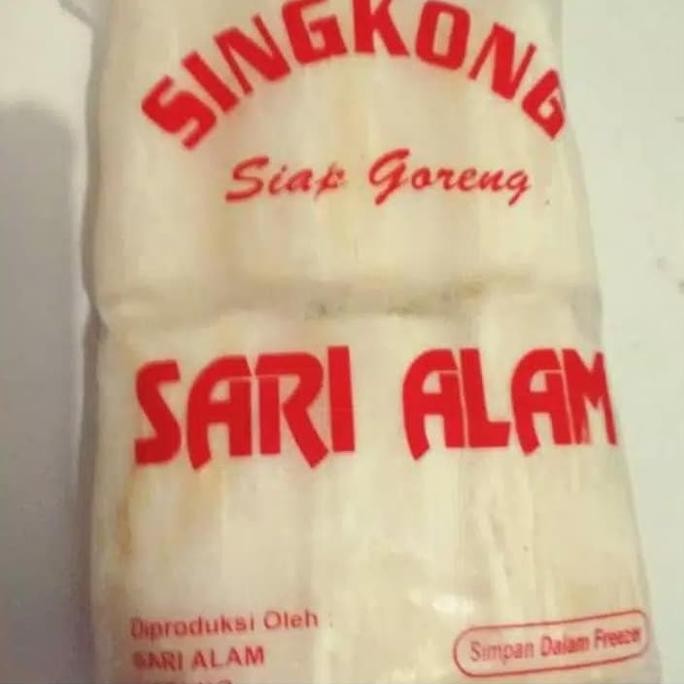 SINGKONG
Siap Goreng
SARI ALAM
Diproduksi Oleh :
SARI ALAM
Simpan Dalam Freezer